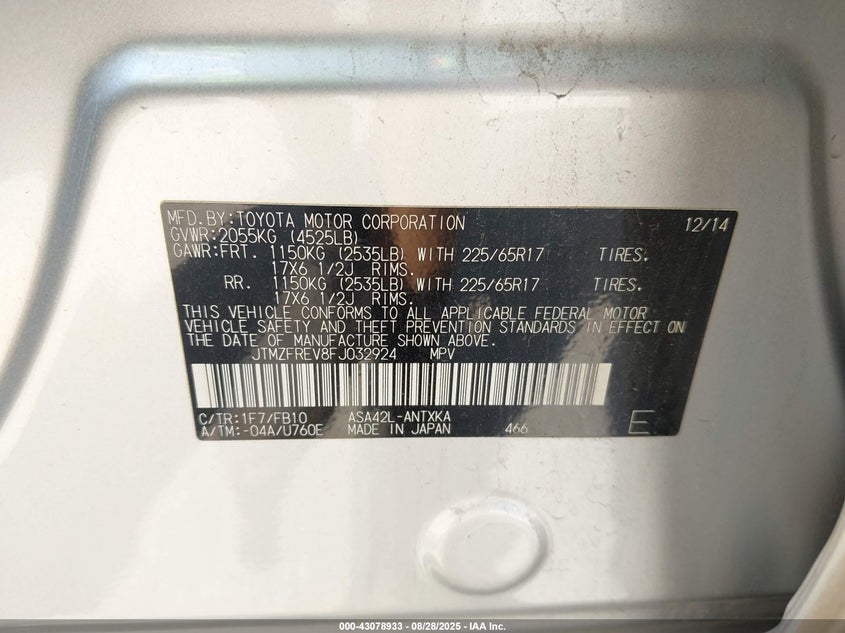 MFD.BY:TOYOTA MOTOR CORPORATION 12/14
GVWR:2055KG (4525LB)
GAWR:FRT. 1150KG (2535LB) WITH 225/65R17 TIRES.
17X6 1/2J RIMS.
RR. 1150KG (2535LB) WITH 225/65R17 TIRES.
17X6 1/2J RIMS.
THIS VEHICLE CONFORMS TO ALL APPLICABLE FEDERAL MOTOR
VEHICLE SAFETY AND THEFT PREVENTION STANDARDS IN EFFECT ON
THE DATE OF MANUFACTURE SHOWN ABOVE.
JTMZFREV8FJ032924 MPV
C/TR:1F7/FB10 ASA42L-ANTXKA
A/TM:-04A/U760E MADE IN JAPAN 466 E
000-43078933 - 08/28/2025 - IAA Inc.